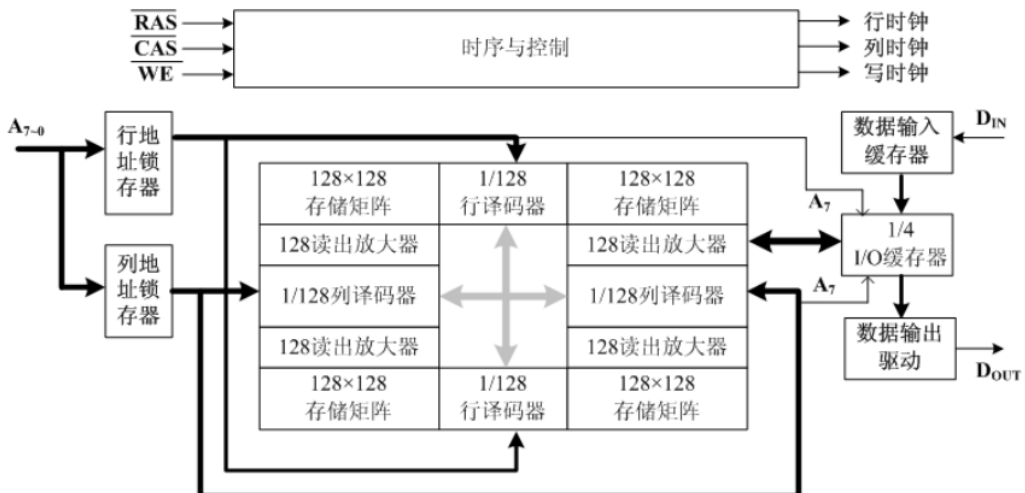 RAS
CAS
WE
时序与控制
行时钟
列时钟
写时钟
A7~0
行地
址锁
存器
列地
址锁
存器
128×128
存储矩阵
1/128
行译码器
128×128
存储矩阵
128读出放大器
128读出放大器
1/128列译码器
1/128列译码器
128读出放大器
128读出放大器
128×128
存储矩阵
1/128
行译码器
128×128
存储矩阵
数据输入
缓存器
DIN
A7
1/4
I/O缓存器
A7
数据输出
驱动
DOUT